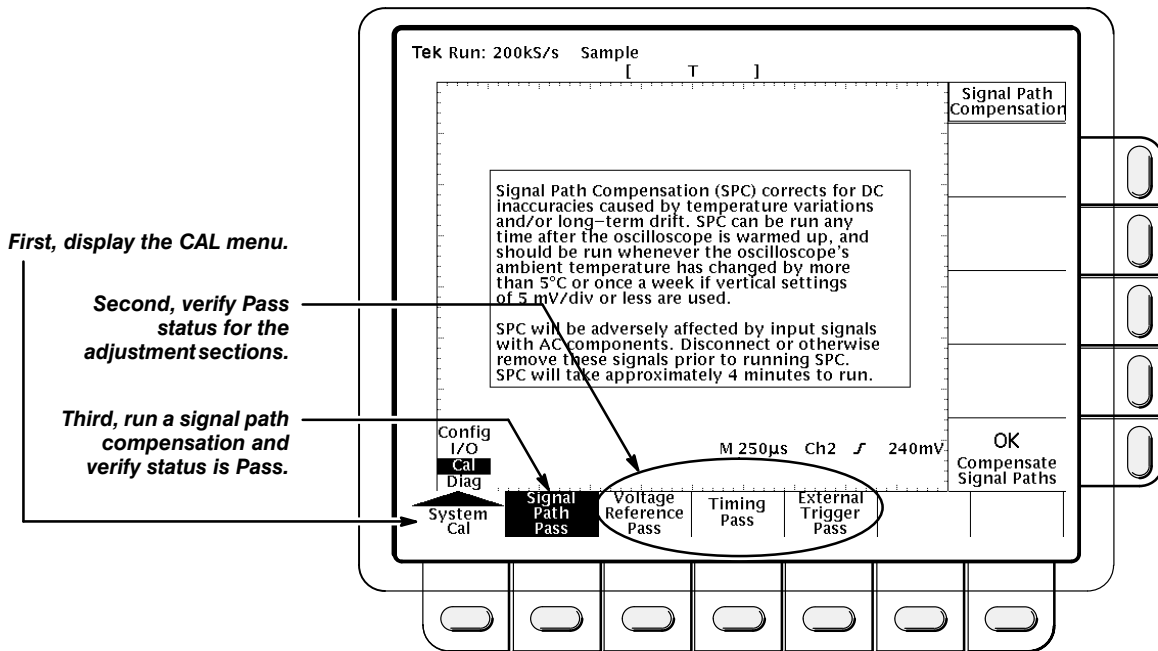 Tek Run: 200kS/s Sample
[ T ]
Signal Path
Compensation
Signal Path Compensation (SPC) corrects for DC
inaccuracies caused by temperature variations
and/or long–term drift. SPC can be run any
time after the oscilloscope is warmed up, and
should be run whenever the oscilloscope's
ambient temperature has changed by more
than 5°C or once a week if vertical settings
of 5 mV/div or less are used.
SPC will be adversely affected by input signals
with AC components. Disconnect or otherwise
remove these signals prior to running SPC.
SPC will take approximately 4 minutes to run.
First, display the CAL menu.
Second, verify Pass
status for the
adjustment sections.
Third, run a signal path
compensation and
verify status is Pass.
Config
I/O
Cal
Diag
M 250µs Ch2 ƒ 240mV
OK
Compensate
Signal Paths
System
Cal
Signal
Path
Pass
Voltage
Reference
Pass
Timing
Pass
External
Trigger
Pass